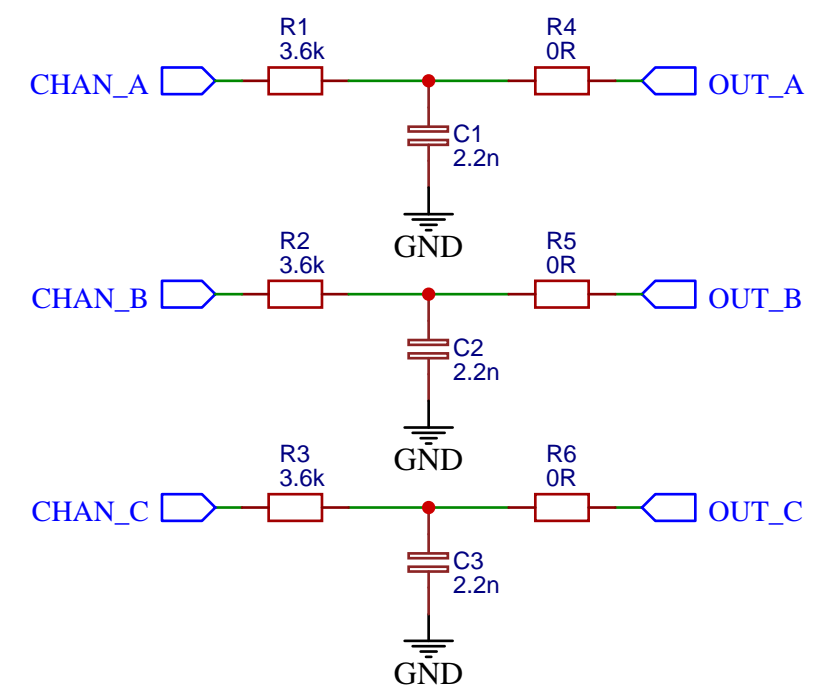 R1
3.6k
R4
0R
CHAN_A
OUT_A
C1
2.2n
GND
R2
3.6k
R5
0R
CHAN_B
OUT_B
C2
2.2n
GND
R3
3.6k
R6
0R
CHAN_C
OUT_C
C3
2.2n
GND